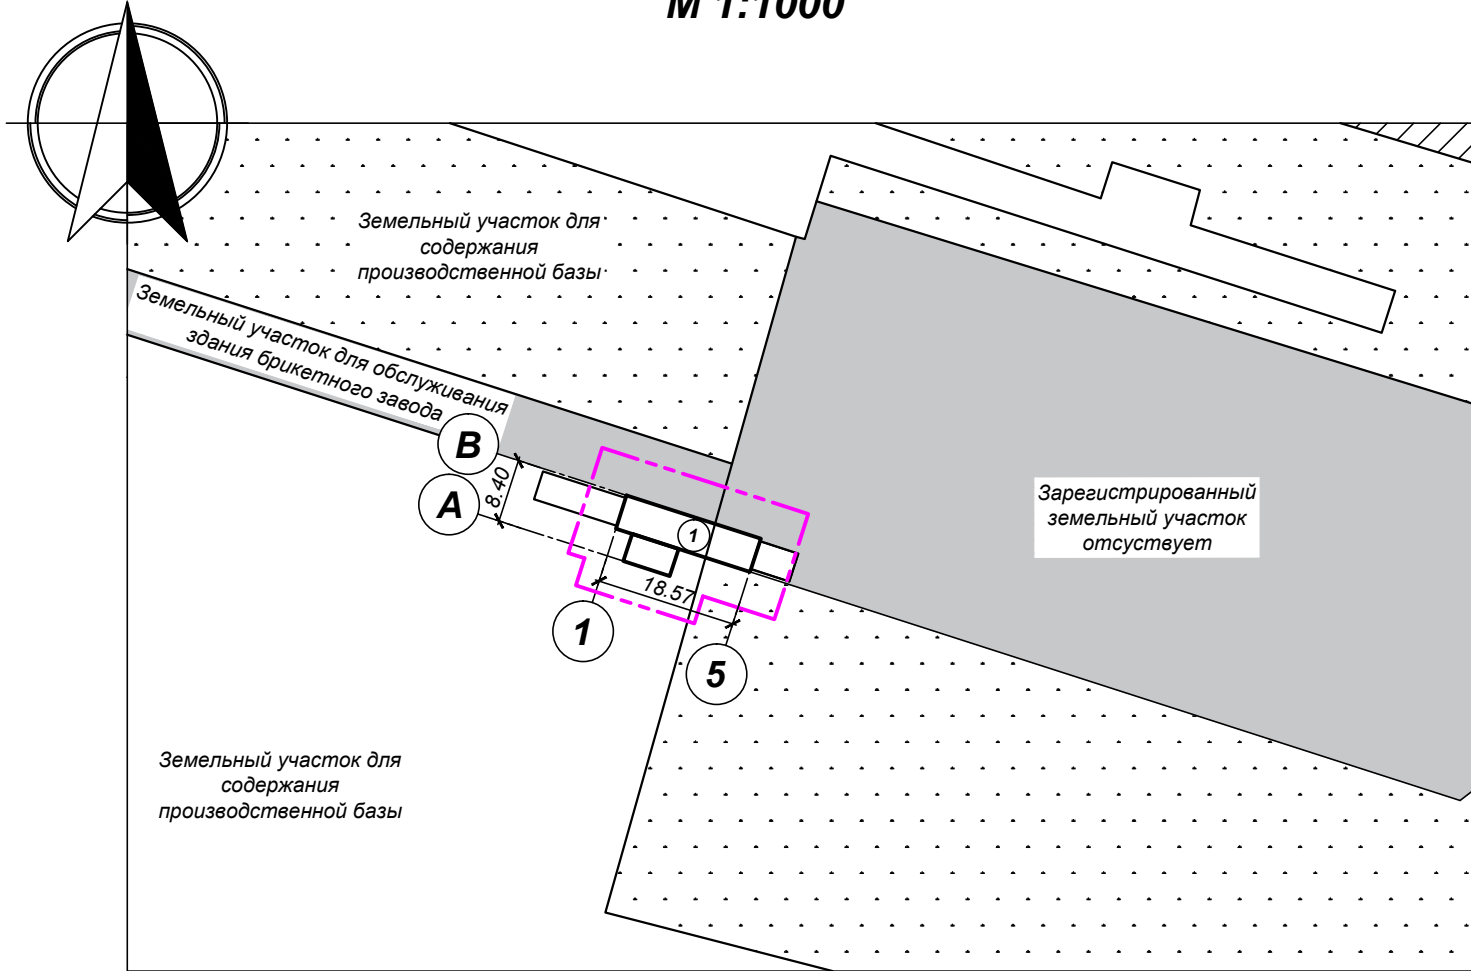 М 1:1000
Земельный участок для
содержания
производственной базы
Земельный участок для обслуживания
здания брикетного завода
В
А
8.40
1
18.57
1
5
Зарегистрированный
земельный участок
отсуствует
Земельный участок для
содержания
производственной базы